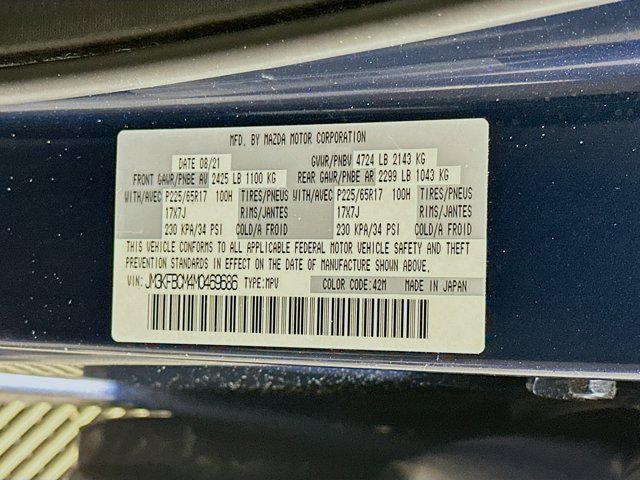 MFD. BY MAZDA MOTOR CORPORATION
DATE 08/21 GVWR/PNBV 4724 LB 2143 KG
FRONT GAWR/PNBE AV 2425 LB 1100 KG REAR GAWR/PNBE AR 2299 LB 1043 KG
WITH/AVEC P225/65R17 100H TIRES/PNEUS WITH/AVEC P225/65R17 100H TIRES/PNEUS
17X7J RIMS/JANTES 17X7J RIMS/JANTES
230 KPA/34 PSI COLD/A FROID 230 KPA/34 PSI COLD/A FROID
THIS VEHICLE CONFORMS TO ALL APPLICABLE FEDERAL MOTOR VEHICLE SAFETY AND THEFT
PREVENTION STANDARDS IN EFFECT ON THE DATE OF MANUFACTURE SHOWN ABOVE.
VIN: JM3KFBCM4M0469686 TYPE:MPV COLOR CODE:42M MADE IN JAPAN